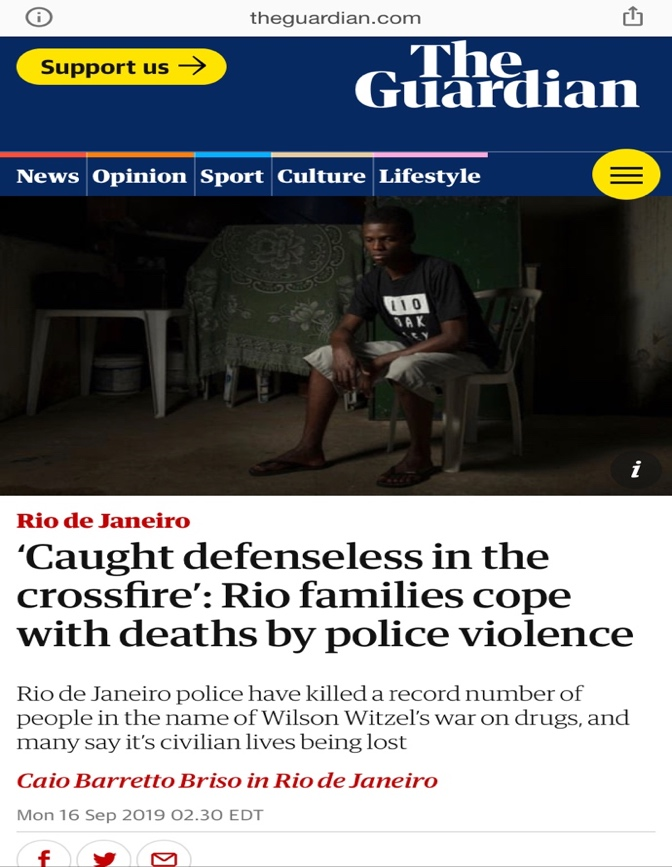 theguardian.com
Support us →
The
Guardian
News Opinion Sport Culture Lifestyle
i
Rio de Janeiro
‘Caught defenseless in the
crossfire’: Rio families cope
with deaths by police violence
Rio de Janeiro police have killed a record number of
people in the name of Wilson Witzel’s war on drugs, and
many say it’s civilian lives being lost
Caio Barretto Briso in Rio de Janeiro
Mon 16 Sep 2019 02.30 EDT